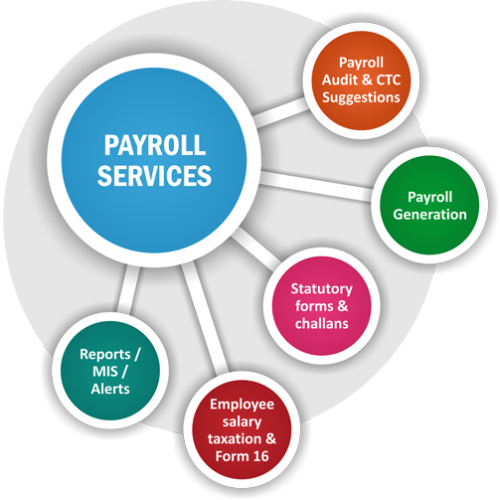 PAYROLL
SERVICES
Payroll
Audit & CTC
Suggestions
Payroll
Generation
Statutory
forms &
challans
Employee
salary
taxation &
Form 16
Reports /
MIS /
Alerts